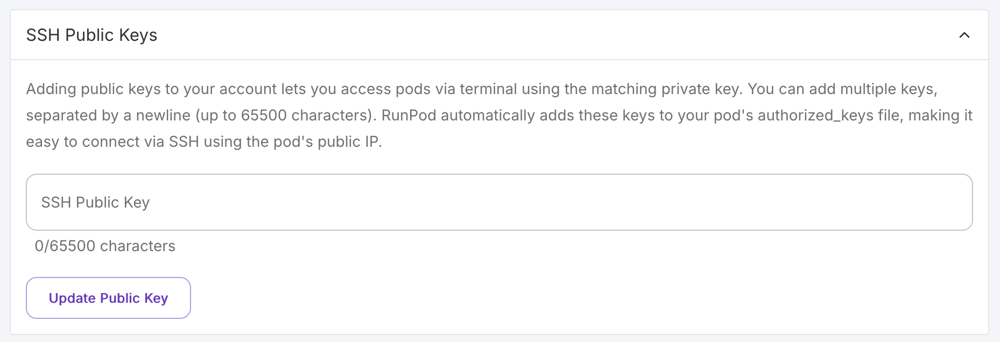 SSH Public Keys
Adding public keys to your account lets you access pods via terminal using the matching private key. You can add multiple keys,
separated by a newline (up to 65500 characters). RunPod automatically adds these keys to your pod's authorized_keys file, making it
easy to connect via SSH using the pod's public IP.
SSH Public Key
0/65500 characters
Update Public Key